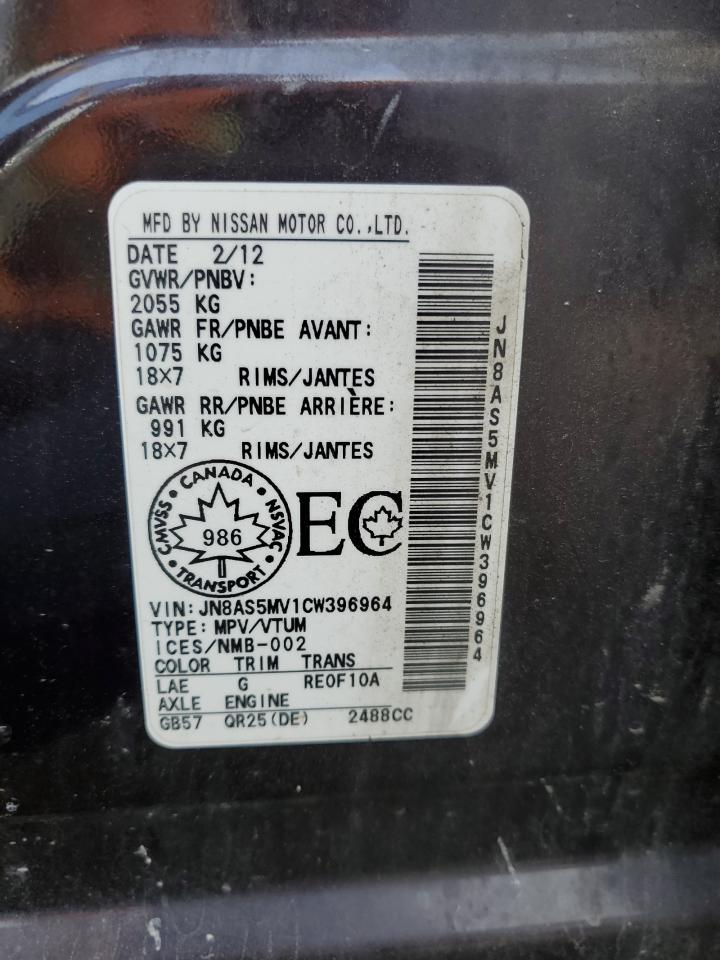 MFD BY NISSAN MOTOR CO.,LTD.
DATE 2/12
GVWR/PNBV:
2055 KG
GAWR FR/PNBE AVANT:
1075 KG
18×7 RIMS/JANTES
GAWR RR/PNBE ARRIÈRE:
991 KG
18×7 RIMS/JANTES
CMVSS • CANADA • NSVAC • TRANSPORT •
986
EC
VIN:JN8AS5MV1CW396964
TYPE:MPV/VTUM
ICES/NMB-002
COLOR TRIM TRANS
LAE G RE0F10A
AXLE ENGINE
GB57 QR25(DE) 2488CC
JN8AS5MV1CW396964